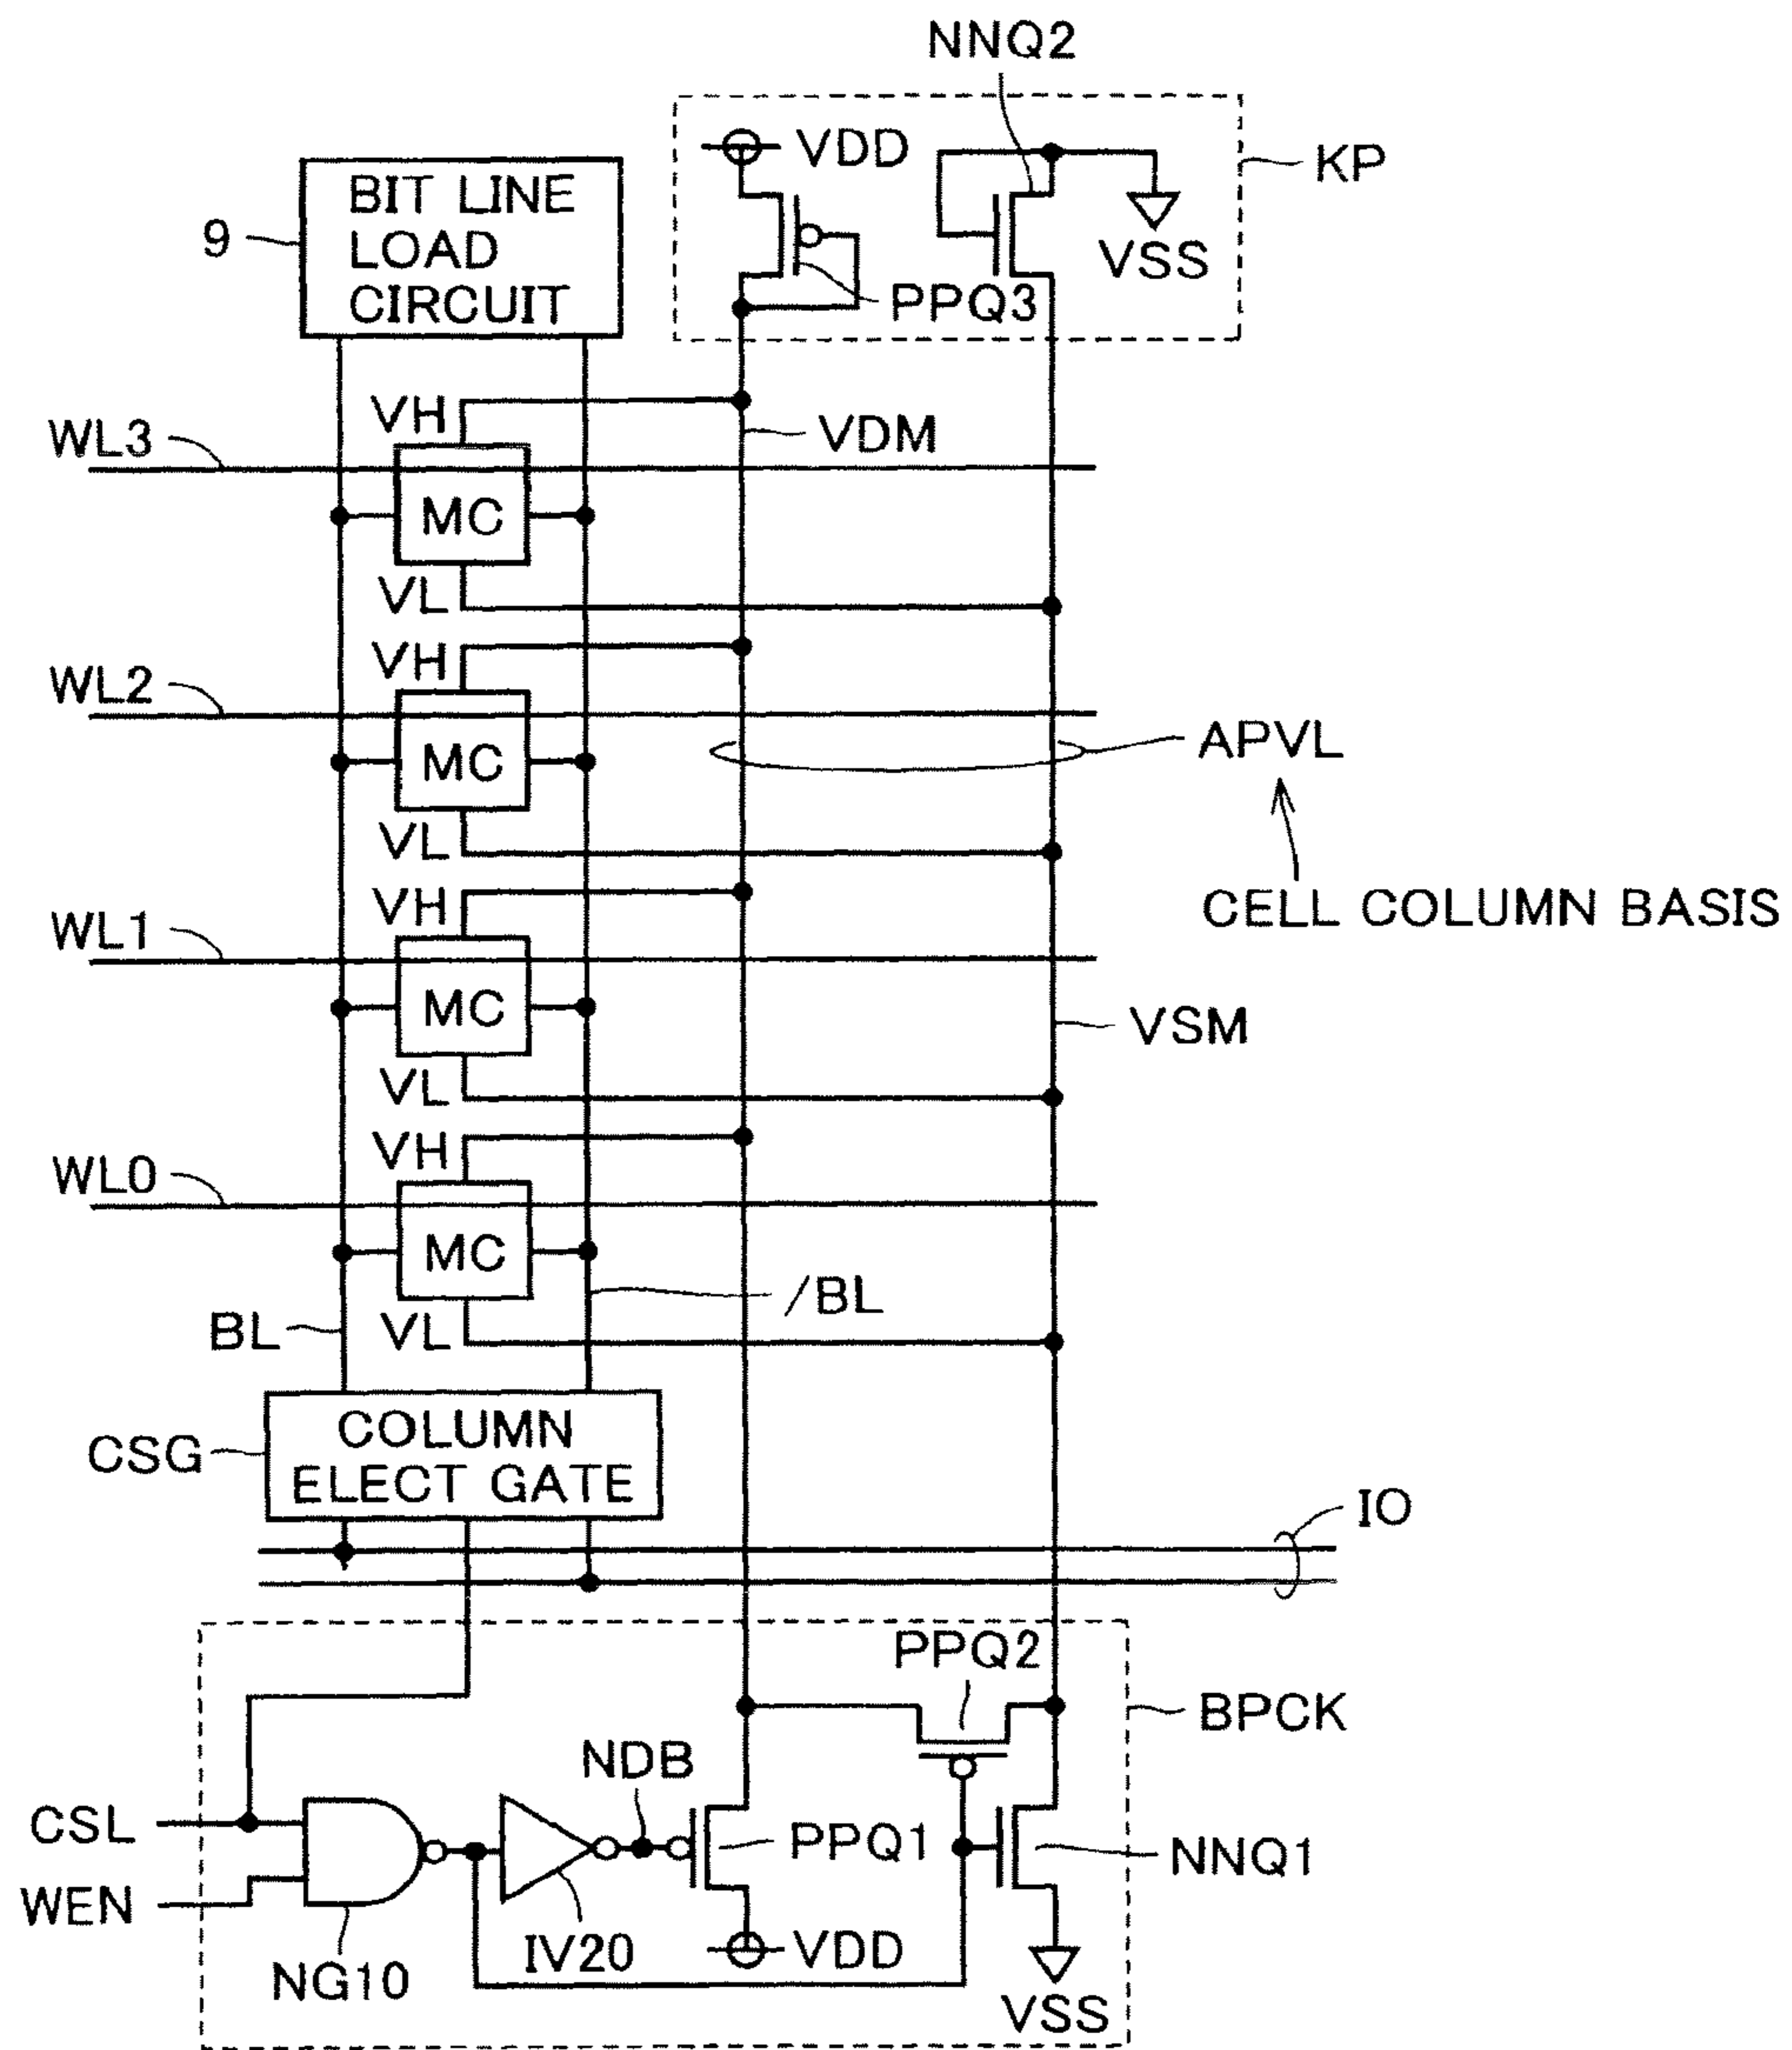 NNQ2
VDD
KP
BIT LINE
LOAD
CIRCUIT
9
VSS
PPQ3
VH
VDM
WL3
MC
VL
VH
WL2
MC
APVL
VL
VH
CELL COLUMN BASIS
WL1
MC
VSM
VL
VH
WL0
MC
/BL
BL
VL
COLUMN
ELECT GATE
CSG
IO
PPQ2
BPCK
NDB
CSL
PPQ1
NNQ1
WEN
IV20
VDD
NG10
VSS